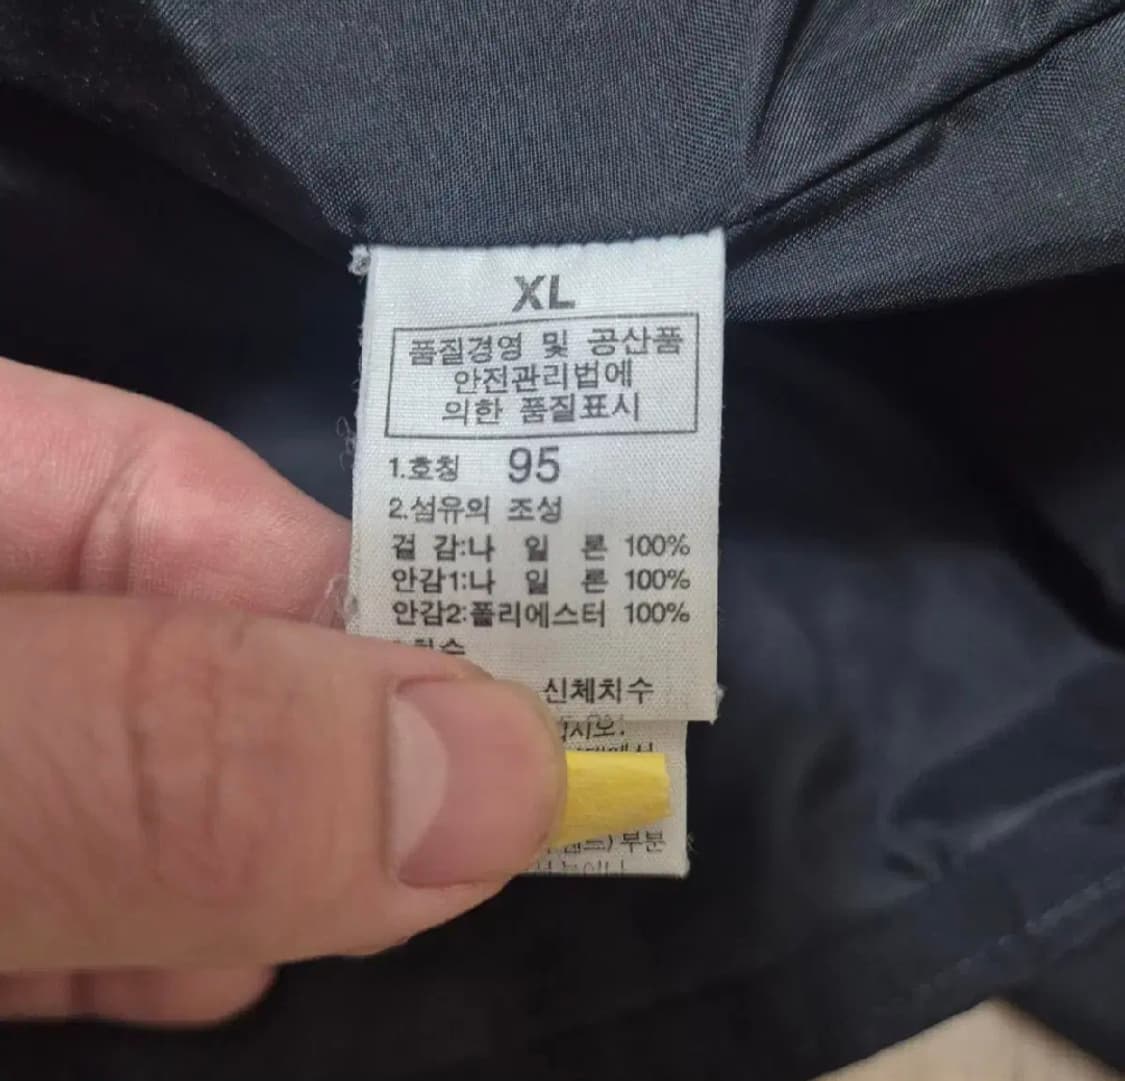 XL
품질경영 및 공산품
안전관리법에
의한 품질표시
1.호칭 95
2.섬유의 조성
겉 감:나 일 론 100%
안감1:나 일 론 100%
안감2:폴리에스터 100%
신체치수
부분